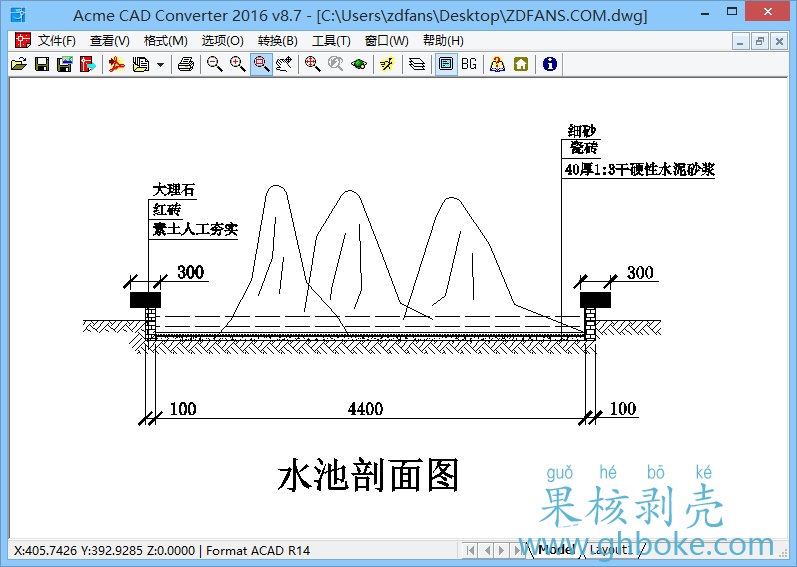 Acme CAD Converter 2016 v8.7 - [C:\Users\zdfans\Desktop\ZDFANS.COM.dwg]
文件(F) 查看(V) 格式(M) 选项(O) 转换(B) 工具(T) 窗口(W) 帮助(H)
BG
细砂
瓷砖
40厚1:3干硬性水泥砂浆
大理石
红砖
素土人工夯实
300
300
100
4400
100
水池剖面图
guǒ hé bō ké
果核剥壳
www.ghboke.com
X:405.7426 Y:392.9285 Z:0.0000 | Format ACAD R14
Model
Layout1